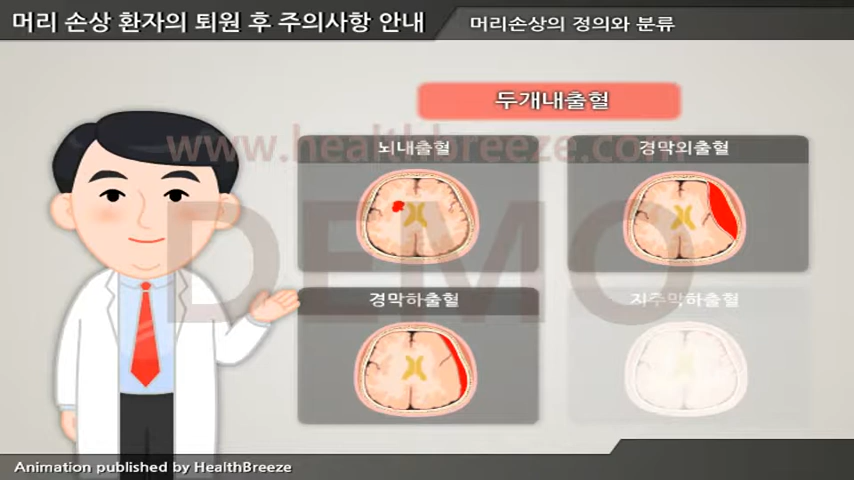 머리 손상 환자의 퇴원 후 주의사항 안내
머리손상의 정의와 분류
두개내출혈
www.healthbreeze.com
뇌내출혈
경막외출혈
DEMO
경막하출혈
지주막하출혈
Animation published by HealthBreeze